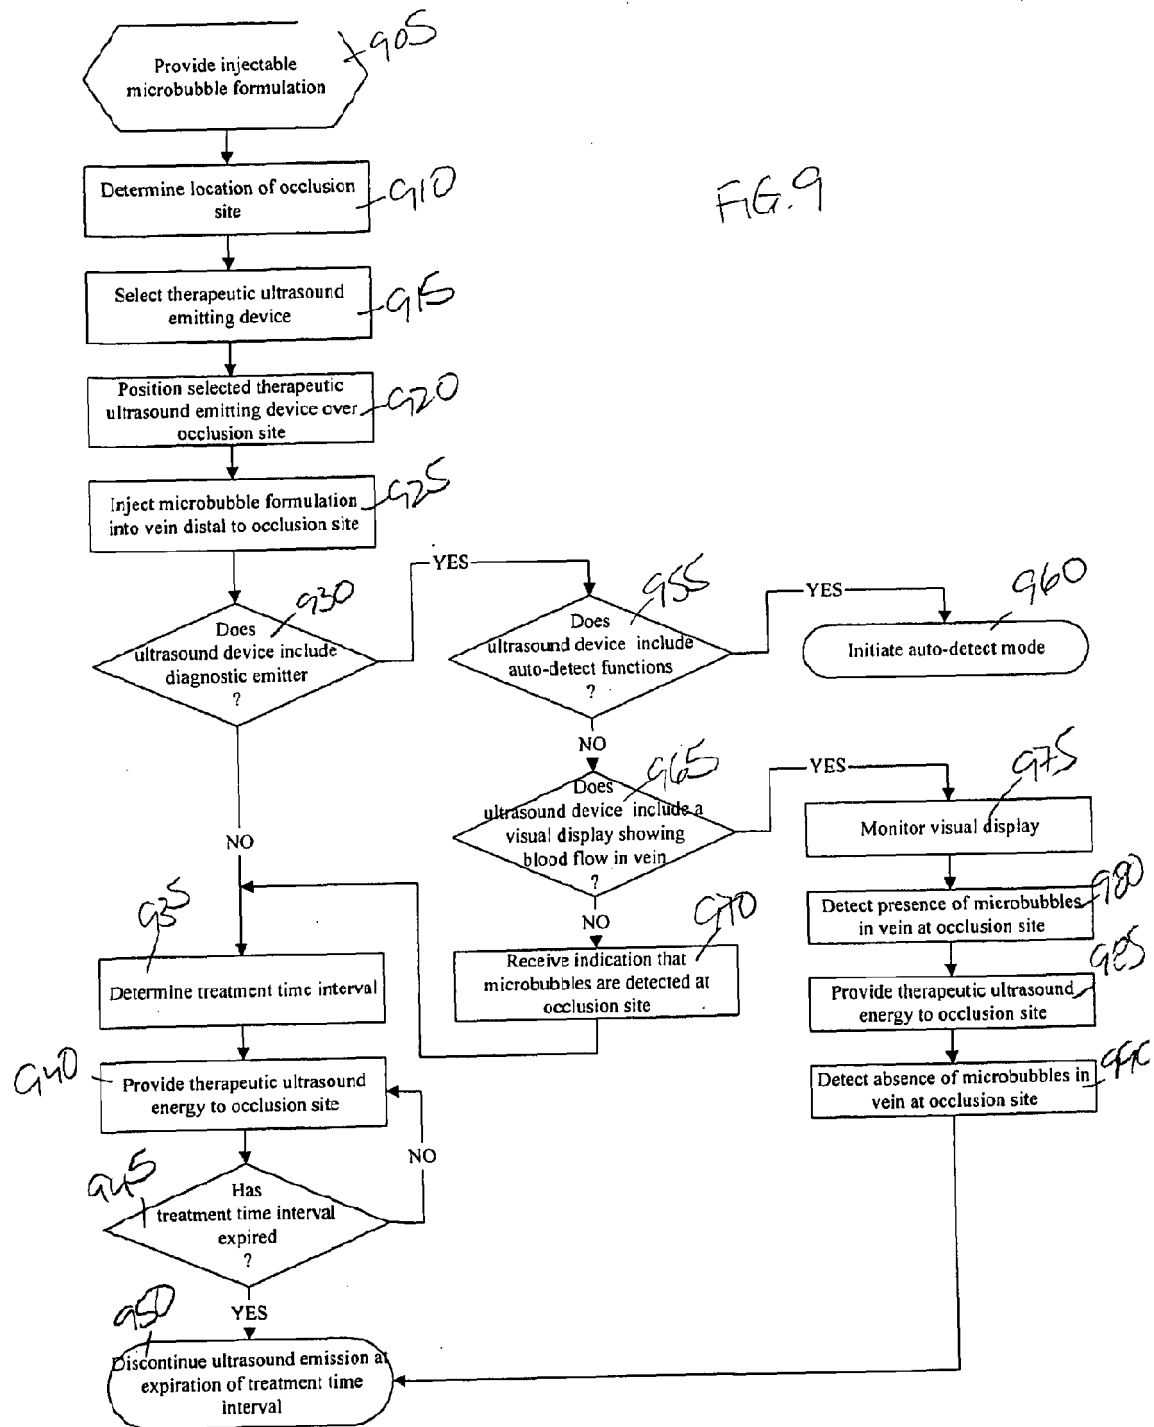 Provide injectable
microbubble formulation
905
Determine location of occlusion
site
910
FIG.9
Select therapeutic ultrasound
emitting device
915
Position selected therapeutic
ultrasound emitting device over
occlusion site
920
Inject microbubble formulation
into vein distal to occlusion site
925
YES
930
Does
ultrasound device include
diagnostic emitter
?
955
Does
ultrasound device include
auto-detect functions
?
YES
960
Initiate auto-detect mode
NO
965
Does
ultrasound device include a
visual display showing
blood flow in vein
?
YES
975
Monitor visual display
NO
980
Detect presence of microbubbles
in vein at occlusion site
NO
970
Receive indication that
microbubbles are detected at
occlusion site
935
Determine treatment time interval
985
Provide therapeutic ultrasound
energy to occlusion site
990
Detect absence of microbubbles in
vein at occlusion site
940
Provide therapeutic ultrasound
energy to occlusion site
NO
945
Has
treatment time interval
expired
?
YES
950
Discontinue ultrasound emission at
expiration of treatment time
interval